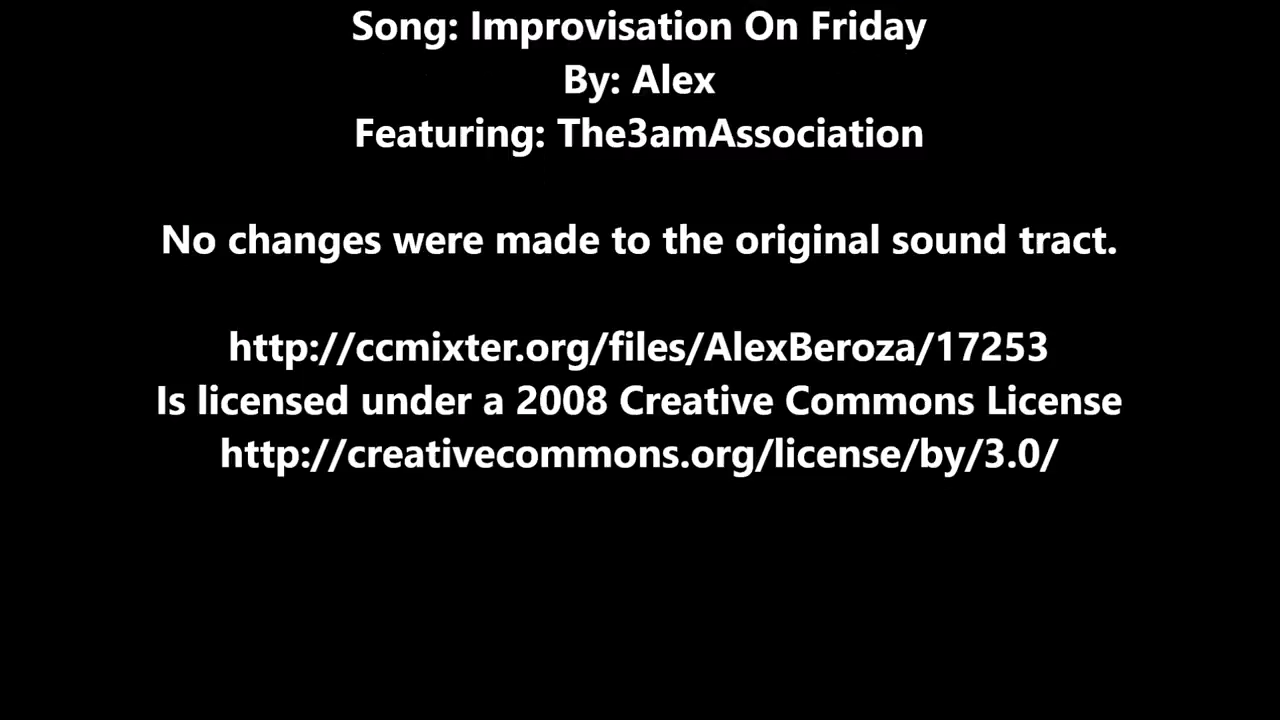 Song: Improvisation On Friday
By: Alex
Featuring: The3amAssociation
No changes were made to the original sound tract.
http://ccmixter.org/files/AlexBeroza/17253
Is licensed under a 2008 Creative Commons License
http://creativecommons.org/license/by/3.0/